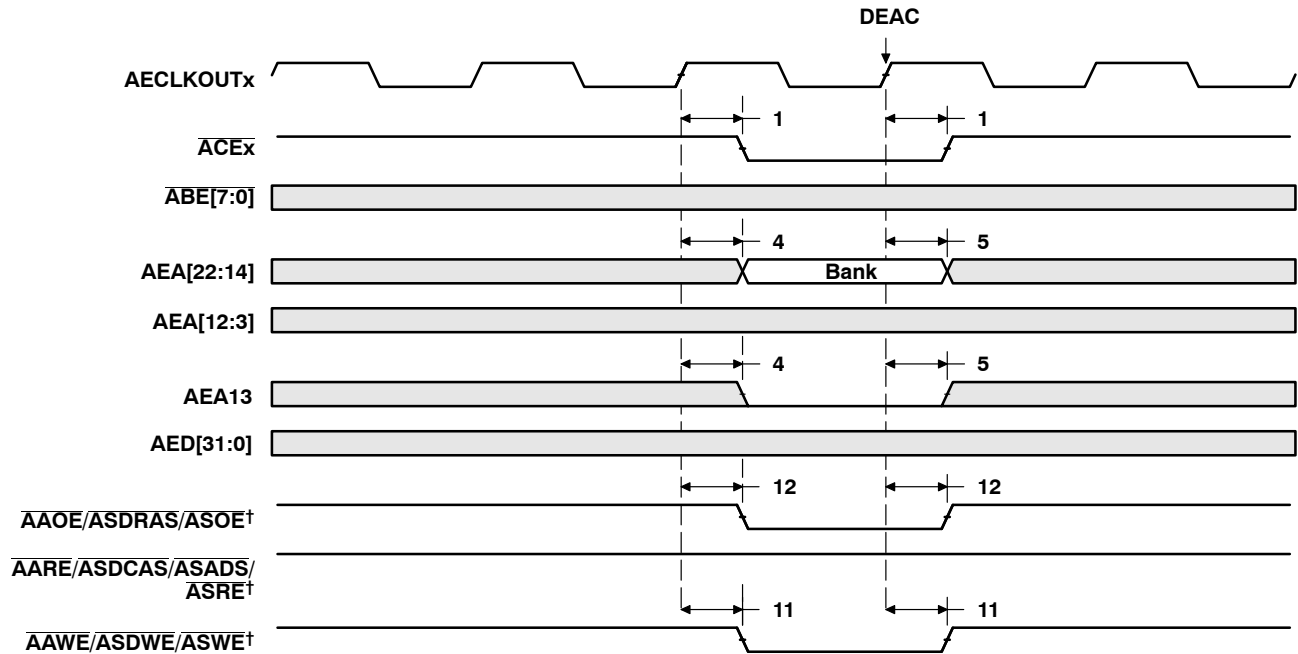 DEAC
AECLKOUTx
1 1
ACEx
ABE[7:0]
4 5
AEA[22:14] Bank
AEA[12:3]
4 5
AEA13
AED[31:0]
12 12
AAOE/ASDRAS/ASOE†
AARE/ASDCAS/ASADS/
ASRE†
11 11
AAWE/ASDWE/ASWE†